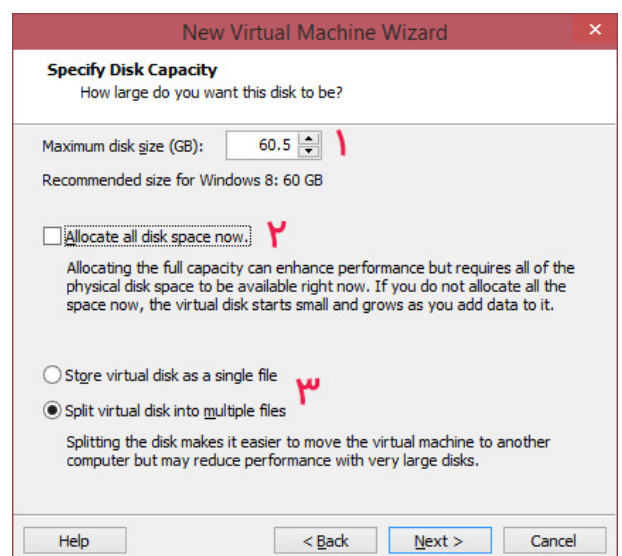 New Virtual Machine Wizard
×
Specify Disk Capacity
How large do you want this disk to be?
Maximum disk size (GB): 60.5 ۱
Recommended size for Windows 8: 60 GB
Allocate all disk space now. ۲
Allocating the full capacity can enhance performance but requires all of the
physical disk space to be available right now. If you do not allocate all the
space now, the virtual disk starts small and grows as you add data to it.
Store virtual disk as a single file
۳
Split virtual disk into multiple files
Splitting the disk makes it easier to move the virtual machine to another
computer but may reduce performance with very large disks.
Help < Back Next > Cancel